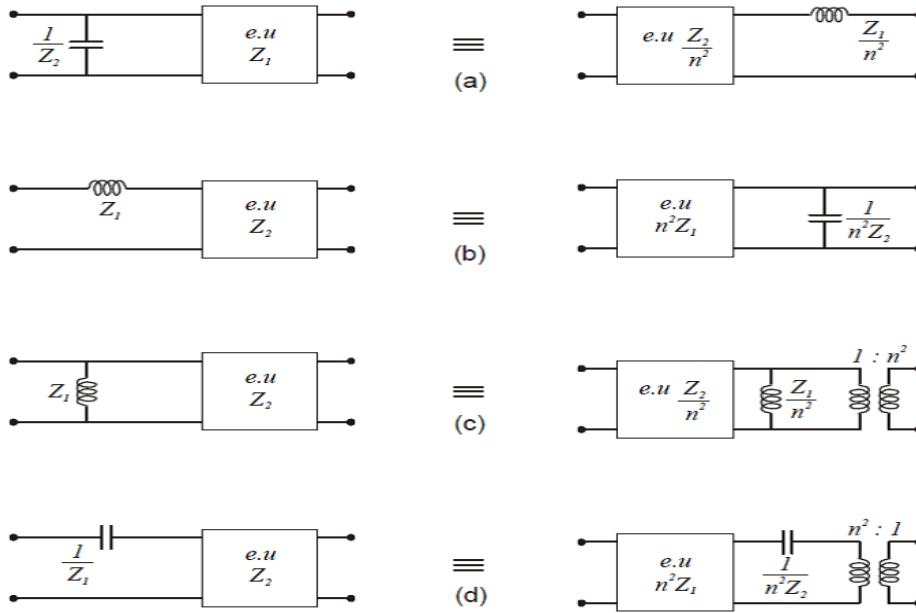 1
Z2
e.u
Z1
≡
(a)
e.u Z2
n²
Z1
n²
Z1
e.u
Z2
≡
(b)
e.u
n²Z1
1
n²Z2
Z1
e.u
Z2
≡
(c)
e.u Z2
n²
Z1
n²
1 : n²
1
Z1
e.u
Z2
≡
(d)
e.u
n²Z1
1
n²Z2
n² : 1